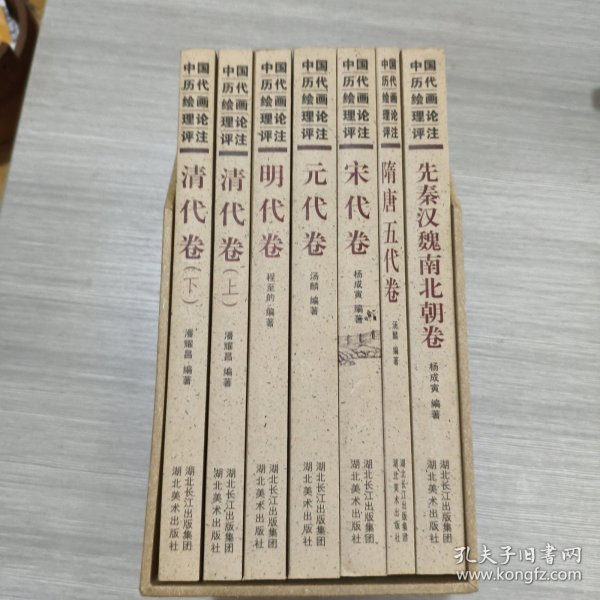 中国历代绘画理论评注
清代卷(下)
潘耀昌 编著
湖北长江出版集团
湖北美术出版社
中国历代绘画理论评注
清代卷(上)
潘耀昌 编著
湖北长江出版集团
湖北美术出版社
中国历代绘画理论评注
明代卷
程至的 编著
湖北长江出版集团
湖北美术出版社
中国历代绘画理论评注
元代卷
汤麟 编著
湖北长江出版集团
湖北美术出版社
中国历代绘画理论评注
宋代卷
杨成寅 编著
湖北长江出版集团
湖北美术出版社
中国历代绘画理论评注
隋唐五代卷
汤麟 编著
湖北长江出版集团
湖北美术出版社
中国历代绘画理论评注
先秦汉魏南北朝卷
杨成寅 编著
湖北长江出版集团
湖北美术出版社
孔夫子旧书网
www.kongfz.com